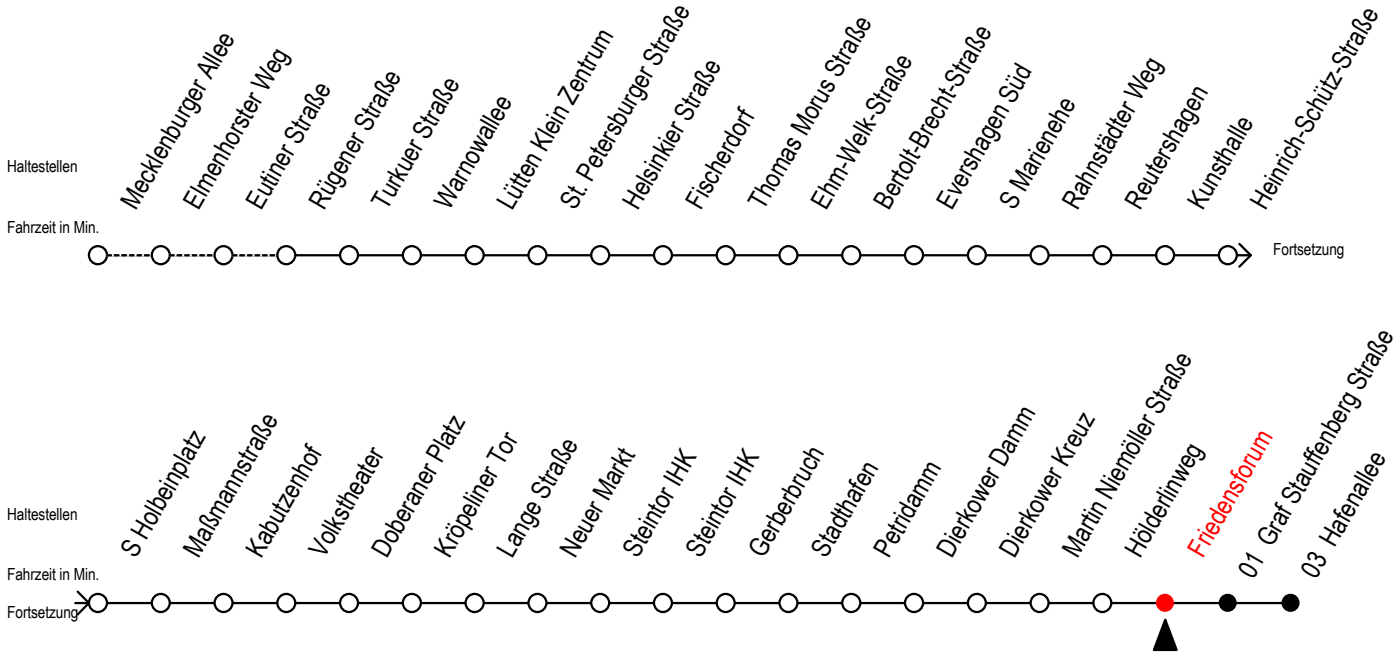 Haltestellen
Mecklenburger Allee
Elmenhorster Weg
Eutiner Straße
Rügener Straße
Turkuer Straße
Warnowallee
Lütten Klein Zentrum
St. Petersburger Straße
Helsinkier Straße
Fischerdorf
Thomas Morus Straße
Ehm-Welk-Straße
Bertolt-Brecht-Straße
Evershagen Süd
S Marienehe
Rahnstädter Weg
Reutershagen
Kunsthalle
Heinrich-Schütz-Straße
Fahrzeit in Min.
Fortsetzung
Haltestellen
S Holbeinplatz
Maßmannstraße
Kabutzenhof
Volkstheater
Doberaner Platz
Kröpeliner Tor
Lange Straße
Neuer Markt
Steintor IHK
Steintor IHK
Gerberbruch
Stadthafen
Petridamm
Dierkower Damm
Dierkower Kreuz
Martin Niemöller Straße
Hölderlinweg
Friedensforum
01 Graf Stauffenberg Straße
03 Hafenallee
Fahrzeit in Min.
Fortsetzung